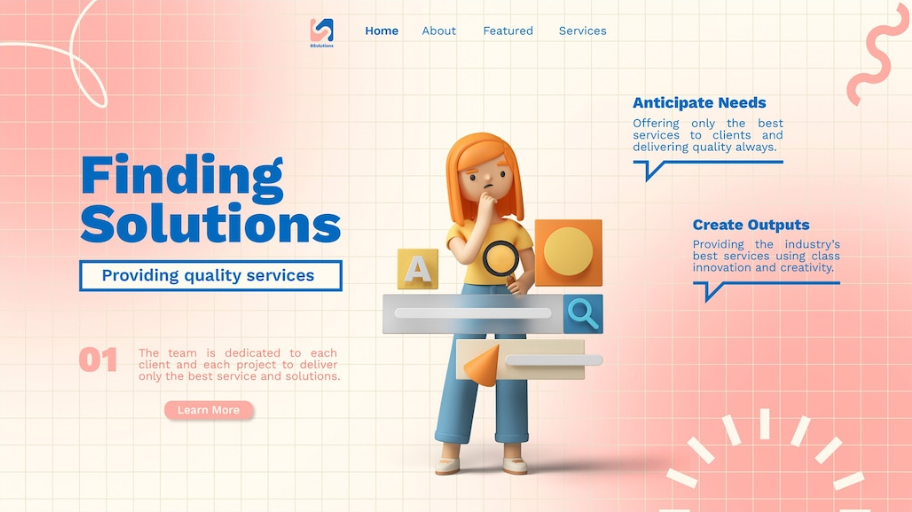 SSolutions
Home
About
Featured
Services
Finding
Solutions
Providing quality services
01
The team is dedicated to each
client and each project to deliver
only the best service and solutions.
Learn More
A
Anticipate Needs
Offering only the best
services to clients and
delivering quality always.
Create Outputs
Providing the industry's
best services using class
innovation and creativity.